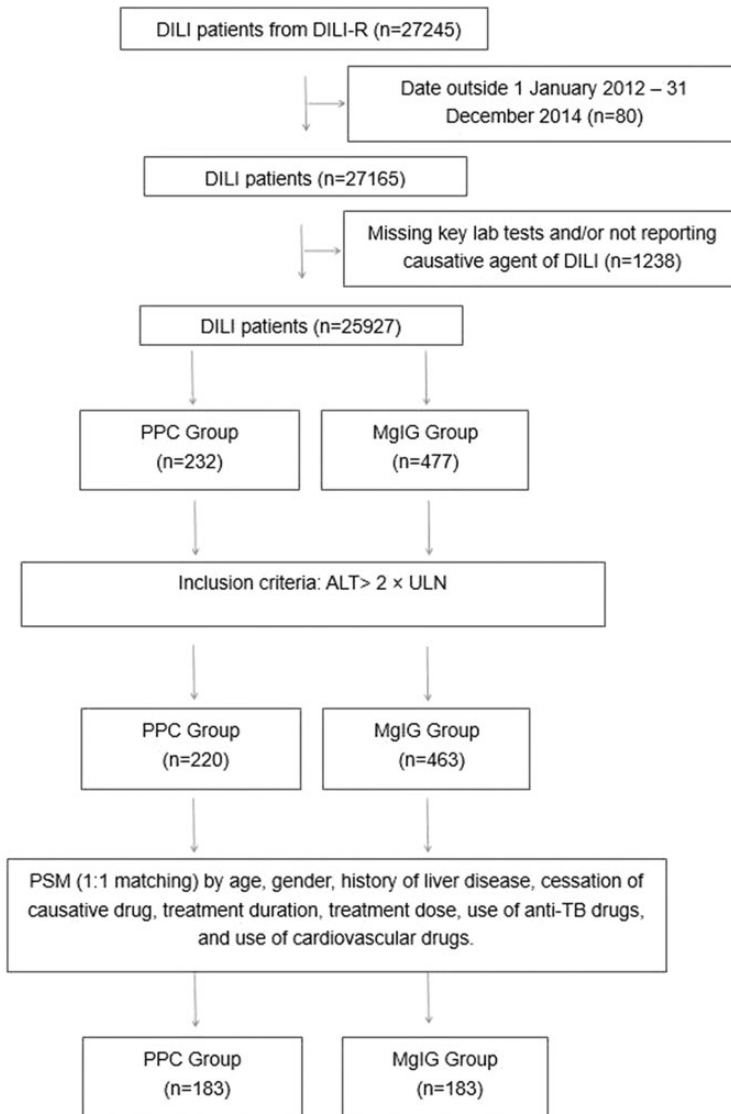 DILI patients from DILI-R (n=27245)
Date outside 1 January 2012 – 31
December 2014 (n=80)
DILI patients (n=27165)
Missing key lab tests and/or not reporting
causative agent of DILI (n=1238)
DILI patients (n=25927)
PPC Group
(n=232)
MgIG Group
(n=477)
Inclusion criteria: ALT> 2 × ULN
PPC Group
(n=220)
MgIG Group
(n=463)
PSM (1:1 matching) by age, gender, history of liver disease, cessation of
causative drug, treatment duration, treatment dose, use of anti-TB drugs,
and use of cardiovascular drugs.
PPC Group
(n=183)
MgIG Group
(n=183)